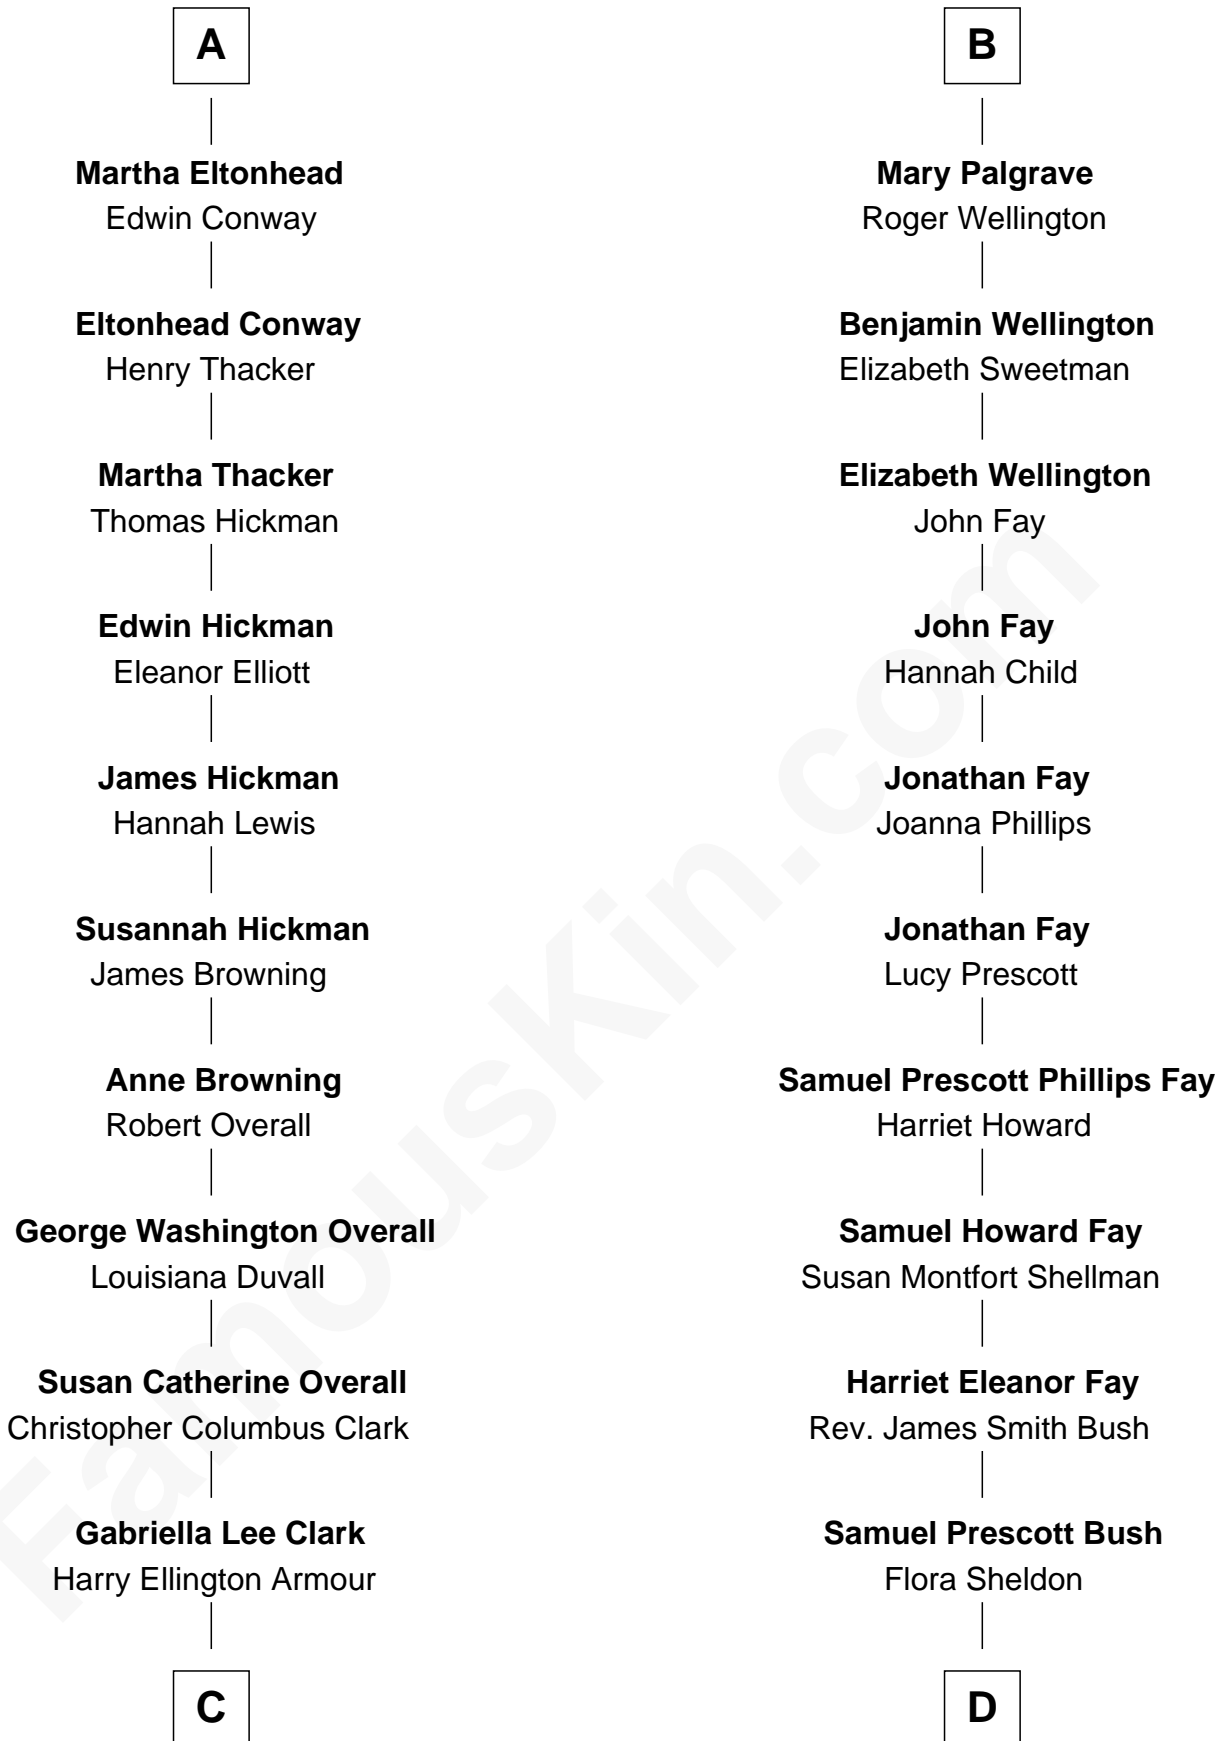 A
Martha Eltonhead
Edwin Conway
Eltonhead Conway
Henry Thacker
Martha Thacker
Thomas Hickman
Edwin Hickman
Eleanor Elliott
James Hickman
Hannah Lewis
Susannah Hickman
James Browning
Anne Browning
Robert Overall
George Washington Overall
Louisiana Duvall
Susan Catherine Overall
Christopher Columbus Clark
Gabriella Lee Clark
Harry Ellington Armour
C
B
Mary Palgrave
Roger Wellington
Benjamin Wellington
Elizabeth Sweetman
Elizabeth Wellington
John Fay
John Fay
Hannah Child
Jonathan Fay
Joanna Phillips
Jonathan Fay
Lucy Prescott
Samuel Prescott Phillips Fay
Harriet Howard
Samuel Howard Fay
Susan Montfort Shellman
Harriet Eleanor Fay
Rev. James Smith Bush
Samuel Prescott Bush
Flora Sheldon
D
FamousKin.com